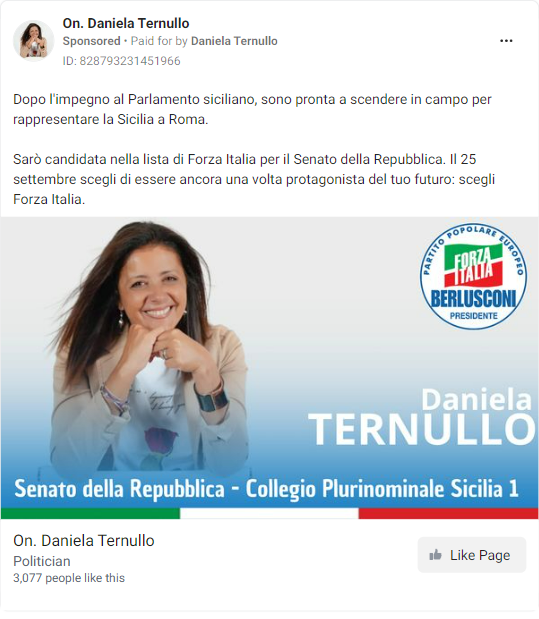 On. Daniela Ternullo
Sponsored • Paid for by Daniela Ternullo
ID: 828793231451966
Dopo l'impegno al Parlamento siciliano, sono pronta a scendere in campo per
rappresentare la Sicilia a Roma.
Sarò candidata nella lista di Forza Italia per il Senato della Repubblica. Il 25
settembre scegli di essere ancora una volta protagonista del tuo futuro: scegli
Forza Italia.
PARTITO POPOLARE EUROPEO
FORZA
ITALIA
BERLUSCONI
PRESIDENTE
Daniela
TERNULLO
Senato della Repubblica - Collegio Plurinominale Sicilia 1
On. Daniela Ternullo
Politician
3,077 people like this
Like Page